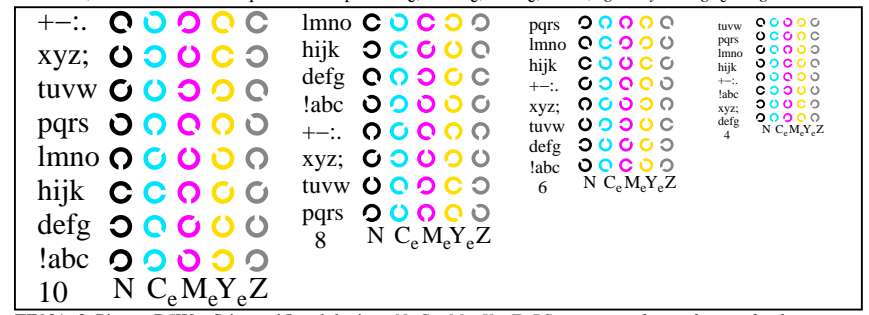 +−:.
xyz;
tuvw
pqrs
lmno
hijk
defg
!abc
10 N CeMeYeZ
lmno
hijk
defg
!abc
+−:.
xyz;
tuvw
pqrs
8 N CeMeYeZ
pqrs
lmno
hijk
+−:.
xyz;
tuvw
defg
!abc
6 N CeMeYeZ
tuvw
pqrs
lmno
hijk
+−:.
!abc
xyz;
defg
4 N CeMeYeZ